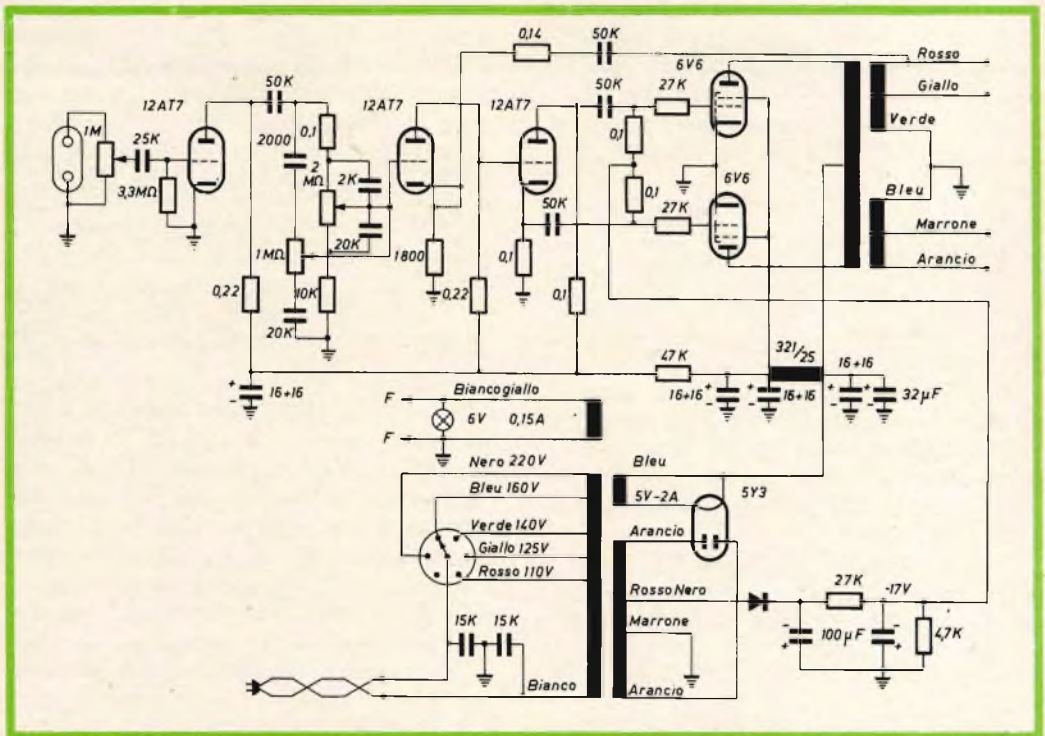 0,14
50K
6V6
Rosso
Giallo
Verde
Bleu
Marrone
Arancio
50K
12AT7
12AT7
12AT7
50K
27K
1M
25K
2000
0,1
2
MΩ
2K
0,1
3,3MΩ
6V6
0,1
50K
27K
20K
1MΩ
1800
0,1
0,22
10K
0,22
0,1
20K
47K
321/25
16+16
+
-
16+16
+
-
16+16
+
-
16+16
+
-
+
-
32µF
Biancogiallo
F
6V 0,15A
F
Nero 220V
Bleu
Bleu 160V
5V-2A
5Y3
Verde 140V
Arancio
Giallo 125V
Rosso 110V
Rosso Nero
27K
-17V
15K
15K
Marrone
-
+
100µF
-
+
4,7K
Bianco
Arancio